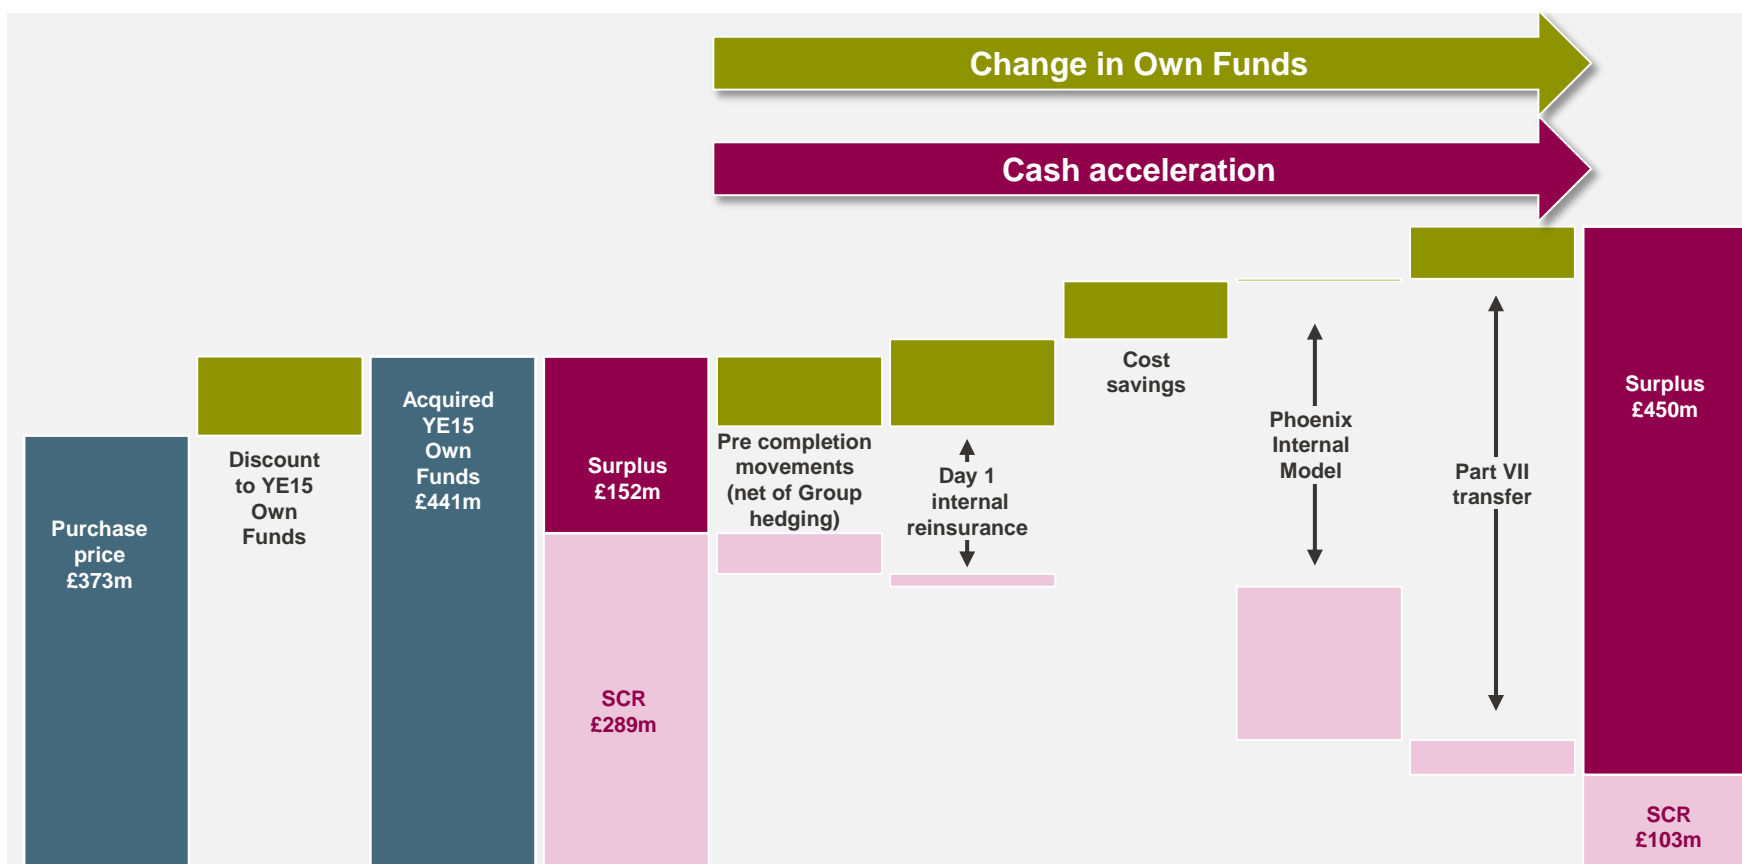 Change in Own Funds
Cash acceleration
Purchase
price
£373m
Discount
to YE15
Own
Funds
Acquired
YE15
Own
Funds
£441m
Surplus
£152m
SCR
£289m
Pre completion
movements
(net of Group
hedging)
Day 1
internal
reinsurance
Cost
savings
Phoenix
Internal
Model
Part VII
transfer
Surplus
£450m
SCR
£103m